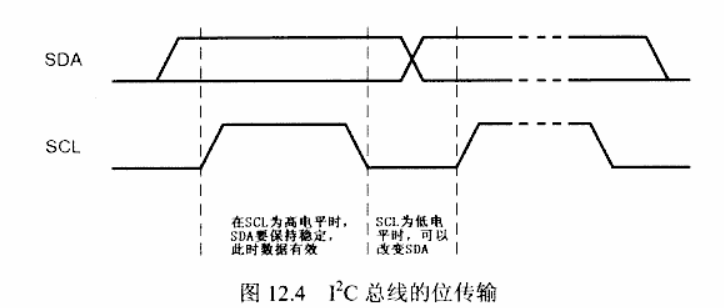 SDA
SCL
在SCL为高电平时，
SDA要保持稳定，
此时数据有效
SCL为低电
平时，可以
改变SDA
图 12.4 I²C 总线的位传输